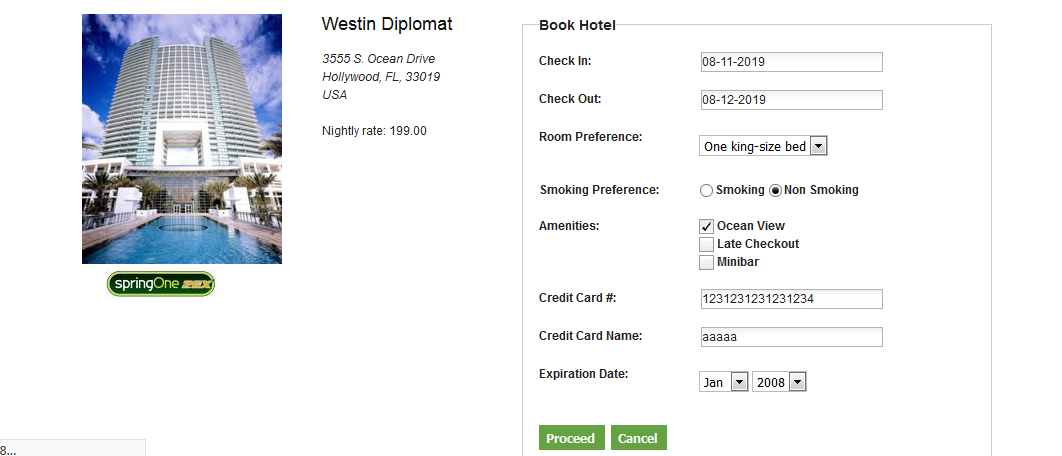 Westin Diplomat
3555 S. Ocean Drive
Hollywood, FL, 33019
USA
Nightly rate: 199.00
springOne 2GX
Book Hotel
Check In: 08-11-2019
Check Out: 08-12-2019
Room Preference: One king-size bed
Smoking Preference: Smoking Non Smoking
Amenities: Ocean View
Late Checkout
Minibar
Credit Card #: 1231231231231234
Credit Card Name: aaaaa
Expiration Date: Jan 2008
Proceed Cancel
8...